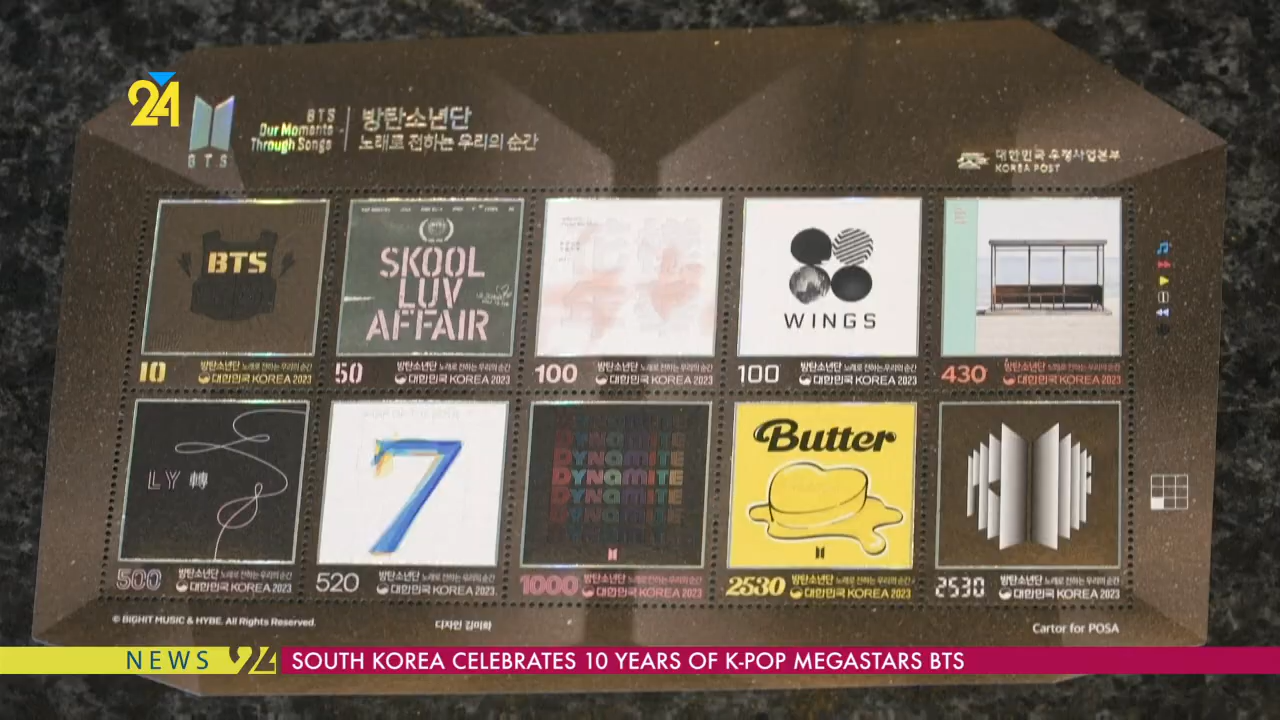 24
BTS
Our Moments
Through Songs
방탄소년단
노래로 전하는 우리의 순간
BTS
대한민국 우정사업본부
KOREA POST
BTS
SKOOL
LUV
AFFAIR
WINGS
10 방탄소년단 노래로 전하는 우리의 순간
대한민국 KOREA 2023
50 방탄소년단 노래로 전하는 우리의 순간
대한민국 KOREA 2023
100 방탄소년단 노래로 전하는 우리의 순간
대한민국 KOREA 2023
100 방탄소년단 노래로 전하는 우리의 순간
대한민국 KOREA 2023
430 방탄소년단 노래로 전하는 우리의 순간
대한민국 KOREA 2023
LY 轉
7
DYNAMITE
DYNAMITE
DYNAMITE
DYNAMITE
DYNAMITE
DYNAMITE
Butter
500 방탄소년단 노래로 전하는 우리의 순간
대한민국 KOREA 2023
520 방탄소년단 노래로 전하는 우리의 순간
대한민국 KOREA 2023
1000 방탄소년단 노래로 전하는 우리의 순간
대한민국 KOREA 2023
2530 방탄소년단 노래로 전하는 우리의 순간
대한민국 KOREA 2023
2530 방탄소년단 노래로 전하는 우리의 순간
대한민국 KOREA 2023
© BIGHIT MUSIC & HYBE. All Rights Reserved.
디자인 김미화
Cartor for POSA
NEWS 24
SOUTH KOREA CELEBRATES 10 YEARS OF K-POP MEGASTARS BTS